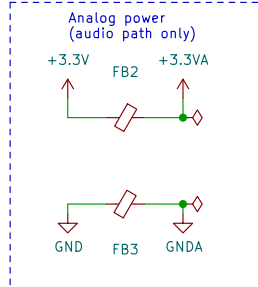 Analog power
(audio path only)
+3.3V
+3.3VA
FB2
GND
GNDA
FB3